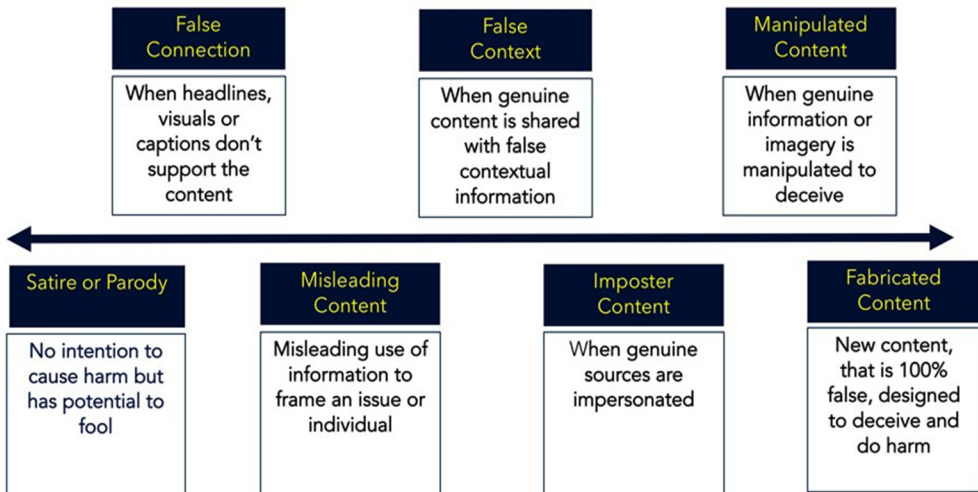 False
Connection
When headlines,
visuals or
captions don't
support the
content
False
Context
When genuine
content is shared
with false
contextual
information
Manipulated
Content
When genuine
information or
imagery is
manipulated to
deceive
Satire or Parody
No intention to
cause harm but
has potential to
fool
Misleading
Content
Misleading use of
information to
frame an issue or
individual
Imposter
Content
When genuine
sources are
impersonated
Fabricated
Content
New content,
that is 100%
false, designed
to deceive and
do harm